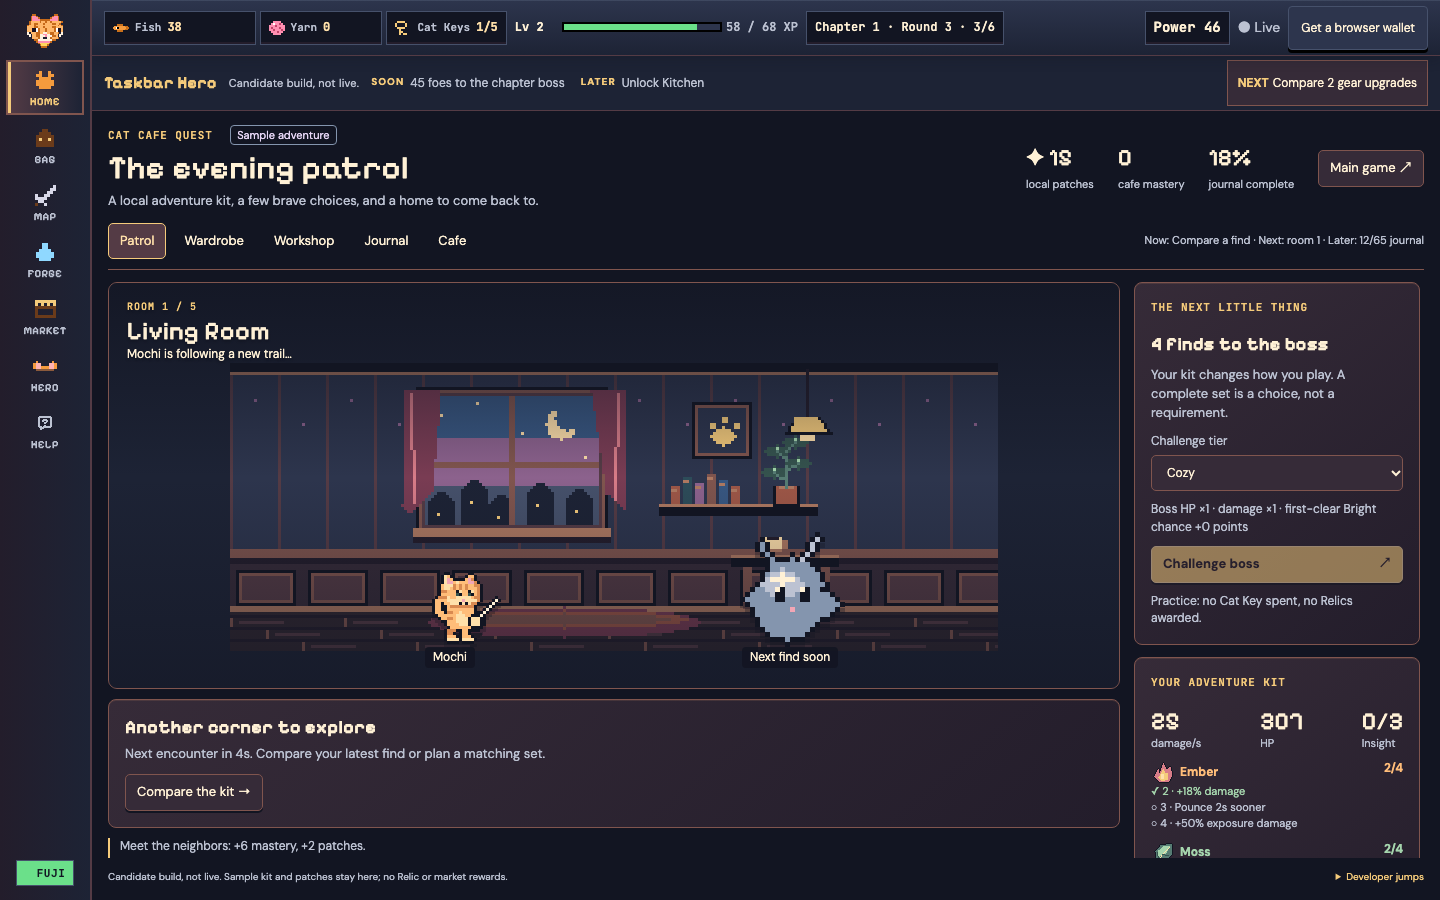 Fish 38
Yarn 0
Cat Keys 1/5
Lv 2
58 / 68 XP
Chapter 1 · Round 3 · 3/6
Power 46
Live
Get a browser wallet
HOME
BAG
MAP
FORGE
MARKET
HERO
HELP
FUJI
Taskbar Hero
Candidate build, not live.
SOON 45 foes to the chapter boss
LATER Unlock Kitchen
NEXT Compare 2 gear upgrades
CAT CAFE QUEST
Sample adventure
The evening patrol
A local adventure kit, a few brave choices, and a home to come back to.
✦ 18
local patches
0
cafe mastery
18%
journal complete
Main game ↗
Patrol
Wardrobe
Workshop
Journal
Cafe
Now: Compare a find · Next: room 1 · Later: 12/65 journal
ROOM 1 / 5
Living Room
Mochi is following a new trail…
Mochi
Next find soon
Another corner to explore
Next encounter in 4s. Compare your latest find or plan a matching set.
Compare the kit →
Meet the neighbors: +6 mastery, +2 patches.
THE NEXT LITTLE THING
4 finds to the boss
Your kit changes how you play. A
complete set is a choice, not a
requirement.
Challenge tier
Cozy
Boss HP ×1 · damage ×1 · first-clear Bright
chance +0 points
Challenge boss ↗
Practice: no Cat Key spent, no Relics
awarded.
YOUR ADVENTURE KIT
28
damage/s
307
HP
0/3
Insight
Ember 2/4
✓ 2 · +18% damage
○ 3 · Pounce 2s sooner
○ 4 · +50% exposure damage
Moss 2/4
Candidate build, not live. Sample kit and patches stay here; no Relic or market rewards.
▸ Developer jumps